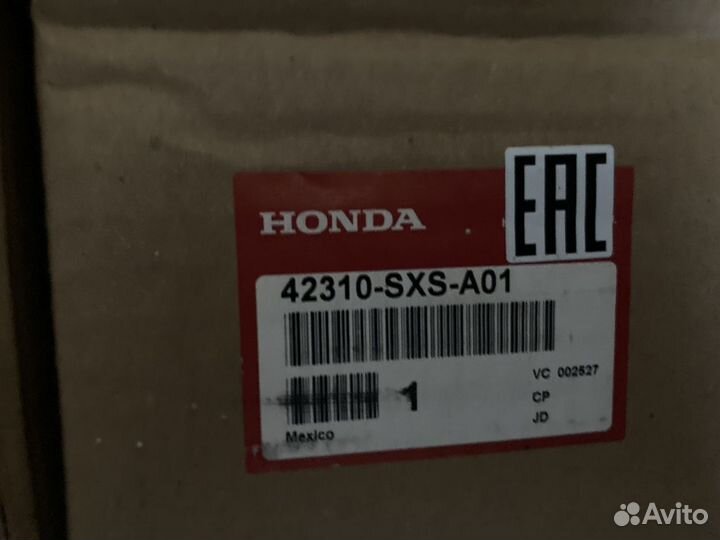 HONDA
EAC
42310-SXS-A01
VC 002527
1
CP
JD
Mexico
Avito